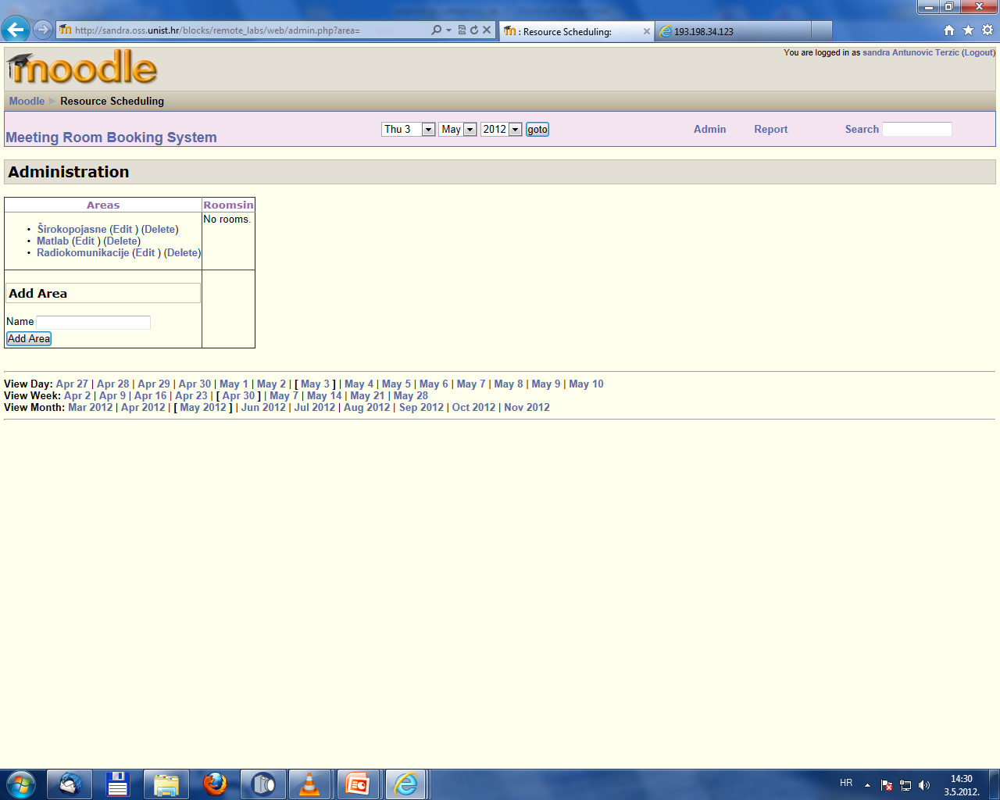 http://sandra.oss.unist.hr/blocks/remote_labs/web/admin.php?area=
: Resource Scheduling:
193.198.34.123
moodle
You are logged in as sandra Antunovic Terzic (Logout)
Moodle ► Resource Scheduling
Meeting Room Booking System
Thu 3 May 2012 goto
Admin Report Search
Administration
Areas Roomsin
• Širokopojasne (Edit ) (Delete)
No rooms.
• Matlab (Edit ) (Delete)
• Radiokomunikacije (Edit ) (Delete)
Add Area
Name
Add Area
View Day: Apr 27 | Apr 28 | Apr 29 | Apr 30 | May 1 | May 2 | [ May 3 ] | May 4 | May 5 | May 6 | May 7 | May 8 | May 9 | May 10
View Week: Apr 2 | Apr 9 | Apr 16 | Apr 23 | [ Apr 30 ] | May 7 | May 14 | May 21 | May 28
View Month: Mar 2012 | Apr 2012 | [ May 2012 ] | Jun 2012 | Jul 2012 | Aug 2012 | Sep 2012 | Oct 2012 | Nov 2012
HR
14:30
3.5.2012.